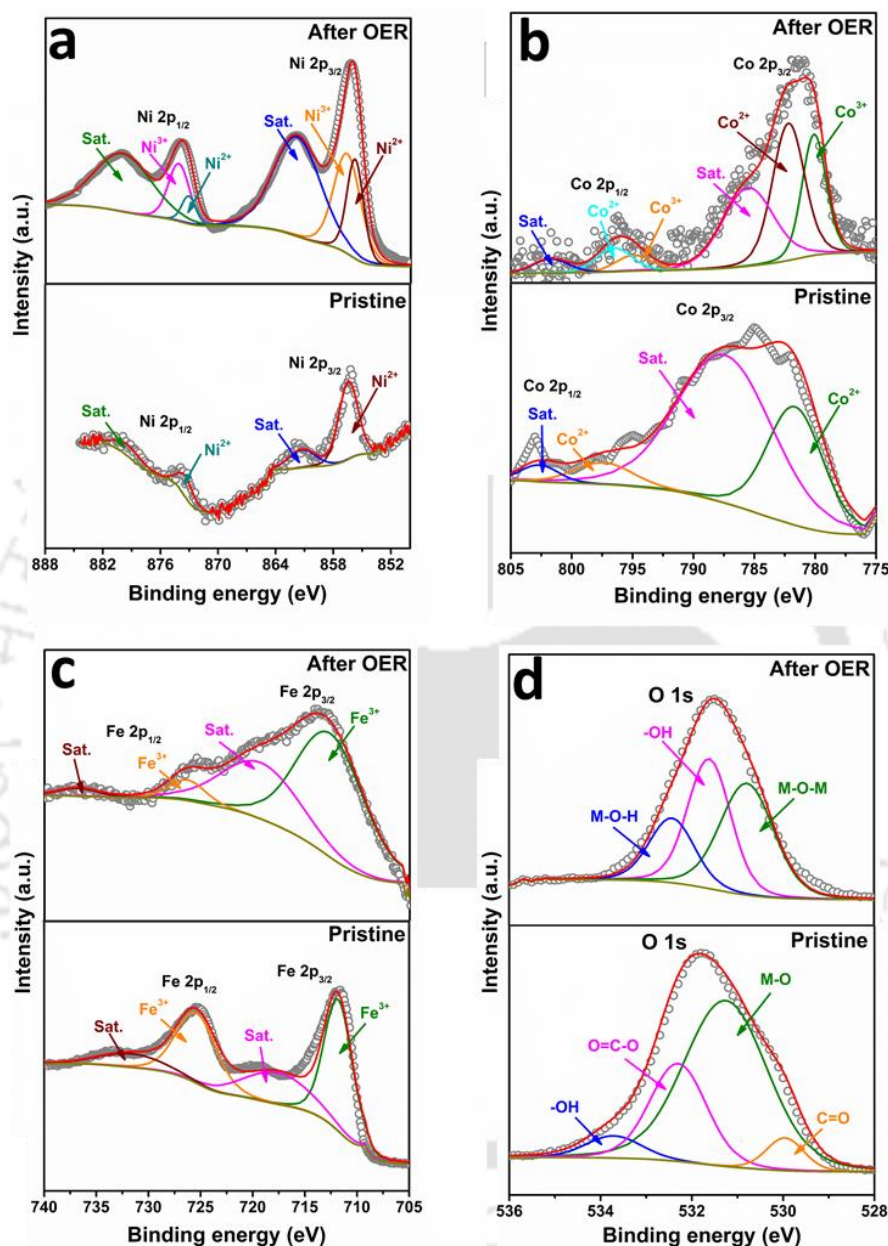 a
After OER
Ni 2p3/2
Ni 2p1/2
Sat.
Ni3+
Ni2+
Sat.
Ni3+
Ni2+
Pristine
Ni 2p3/2
Ni 2p1/2
Sat.
Ni2+
Sat.
Ni2+
Intensity (a.u.)
888 882 876 870 864 858 852
Binding energy (eV)
b
After OER
Co 2p3/2
Co2+
Co3+
Sat.
Co 2p1/2
Co2+
Co3+
Sat.
Pristine
Co 2p3/2
Sat.
Co 2p1/2
Sat.
Co2+
Co2+
Intensity (a.u.)
805 800 795 790 785 780 775
Binding energy (eV)
c
After OER
Fe 2p3/2
Fe3+
Fe 2p1/2
Sat.
Fe3+
Sat.
Pristine
Fe 2p1/2
Fe 2p3/2
Fe3+
Fe3+
Sat.
Sat.
Intensity (a.u.)
740 735 730 725 720 715 710 705
Binding energy (eV)
d
After OER
O 1s
-OH
M-O-M
M-O-H
Pristine
O 1s
M-O
O=C-O
-OH
C=O
Intensity (a.u.)
536 534 532 530 528
Binding energy (eV)